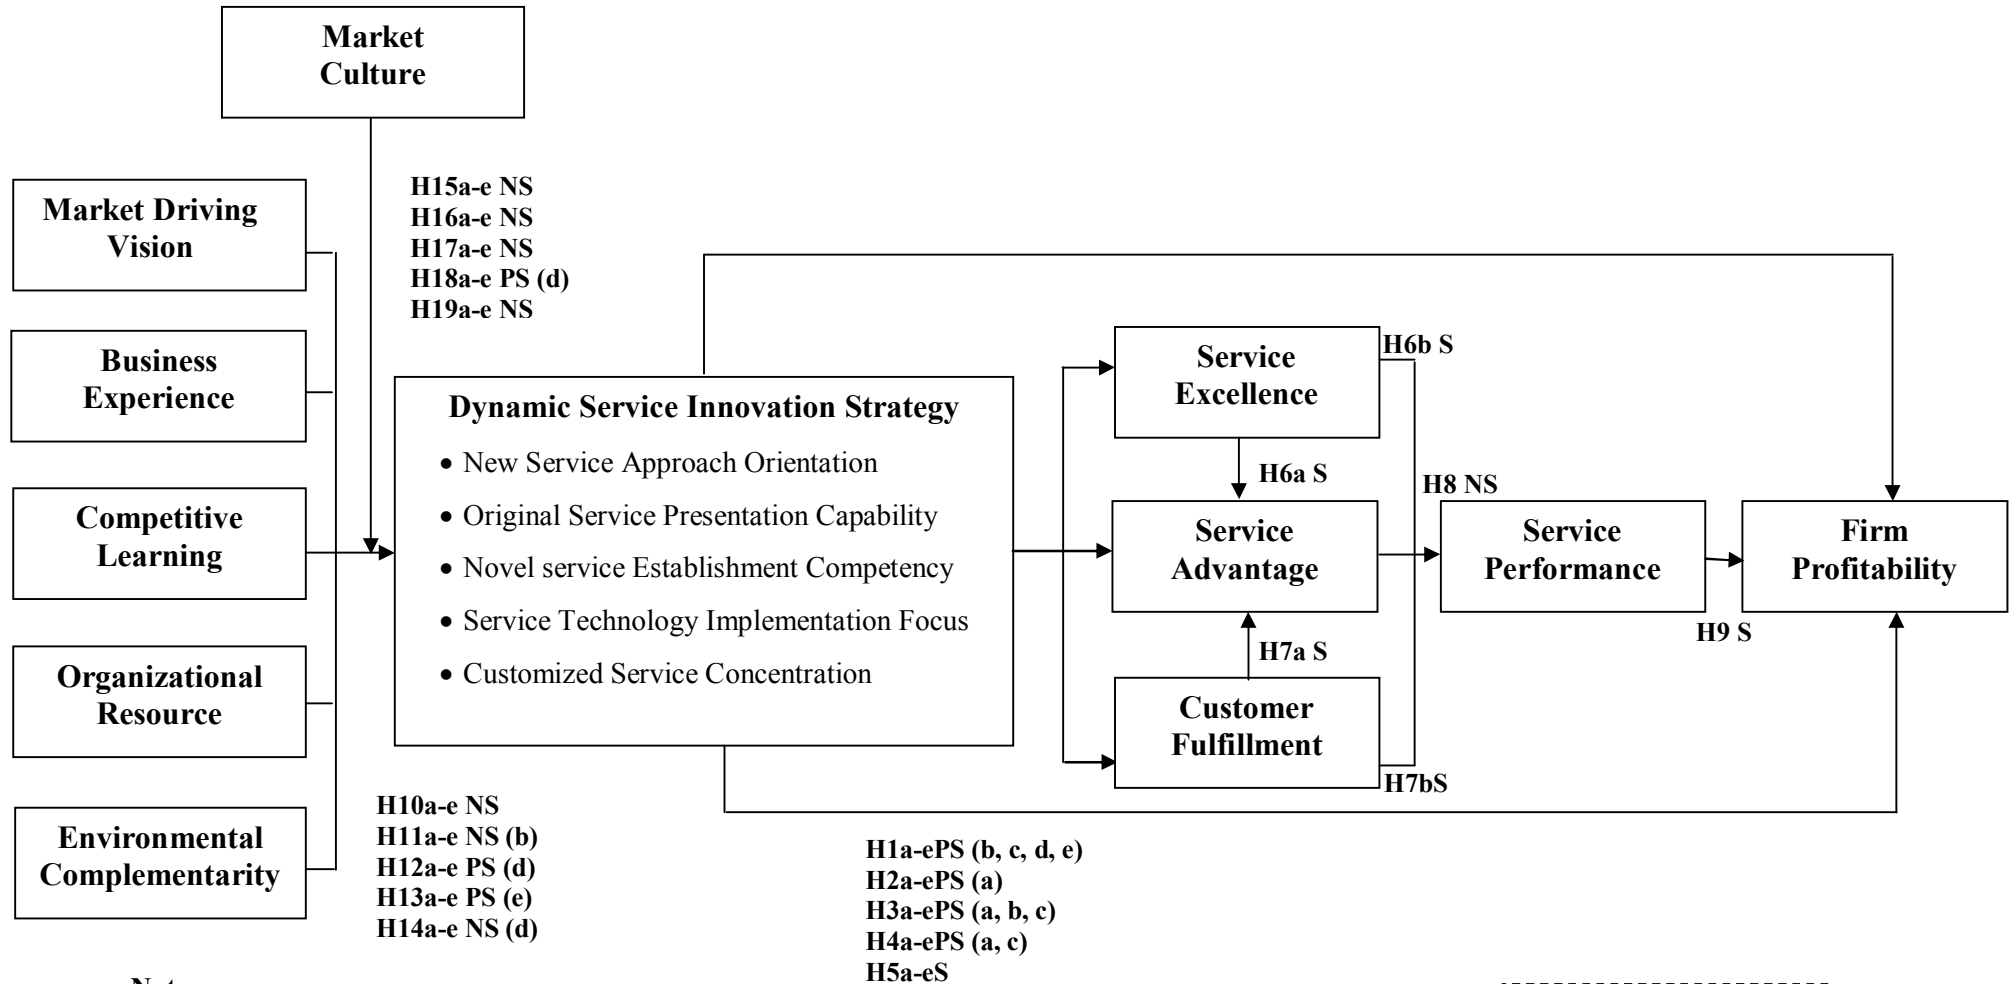 Market
Culture
Market Driving
Vision
Business
Experience
Competitive
Learning
Organizational
Resource
Environmental
Complementarity
H15a-e NS
H16a-e NS
H17a-e NS
H18a-e PS (d)
H19a-e NS
Dynamic Service Innovation Strategy
• New Service Approach Orientation
• Original Service Presentation Capability
• Novel service Establishment Competency
• Service Technology Implementation Focus
• Customized Service Concentration
H10a-e NS
H11a-e NS (b)
H12a-e PS (d)
H13a-e PS (e)
H14a-e NS (d)
Service
Excellence
H6b S
H6a S
H8 NS
Service
Advantage
H7a S
Customer
Fulfillment
H7bS
Service
Performance
H9 S
Firm
Profitability
H1a-ePS (b, c, d, e)
H2a-ePS (a)
H3a-ePS (a, b, c)
H4a-ePS (a, c)
H5a-eS